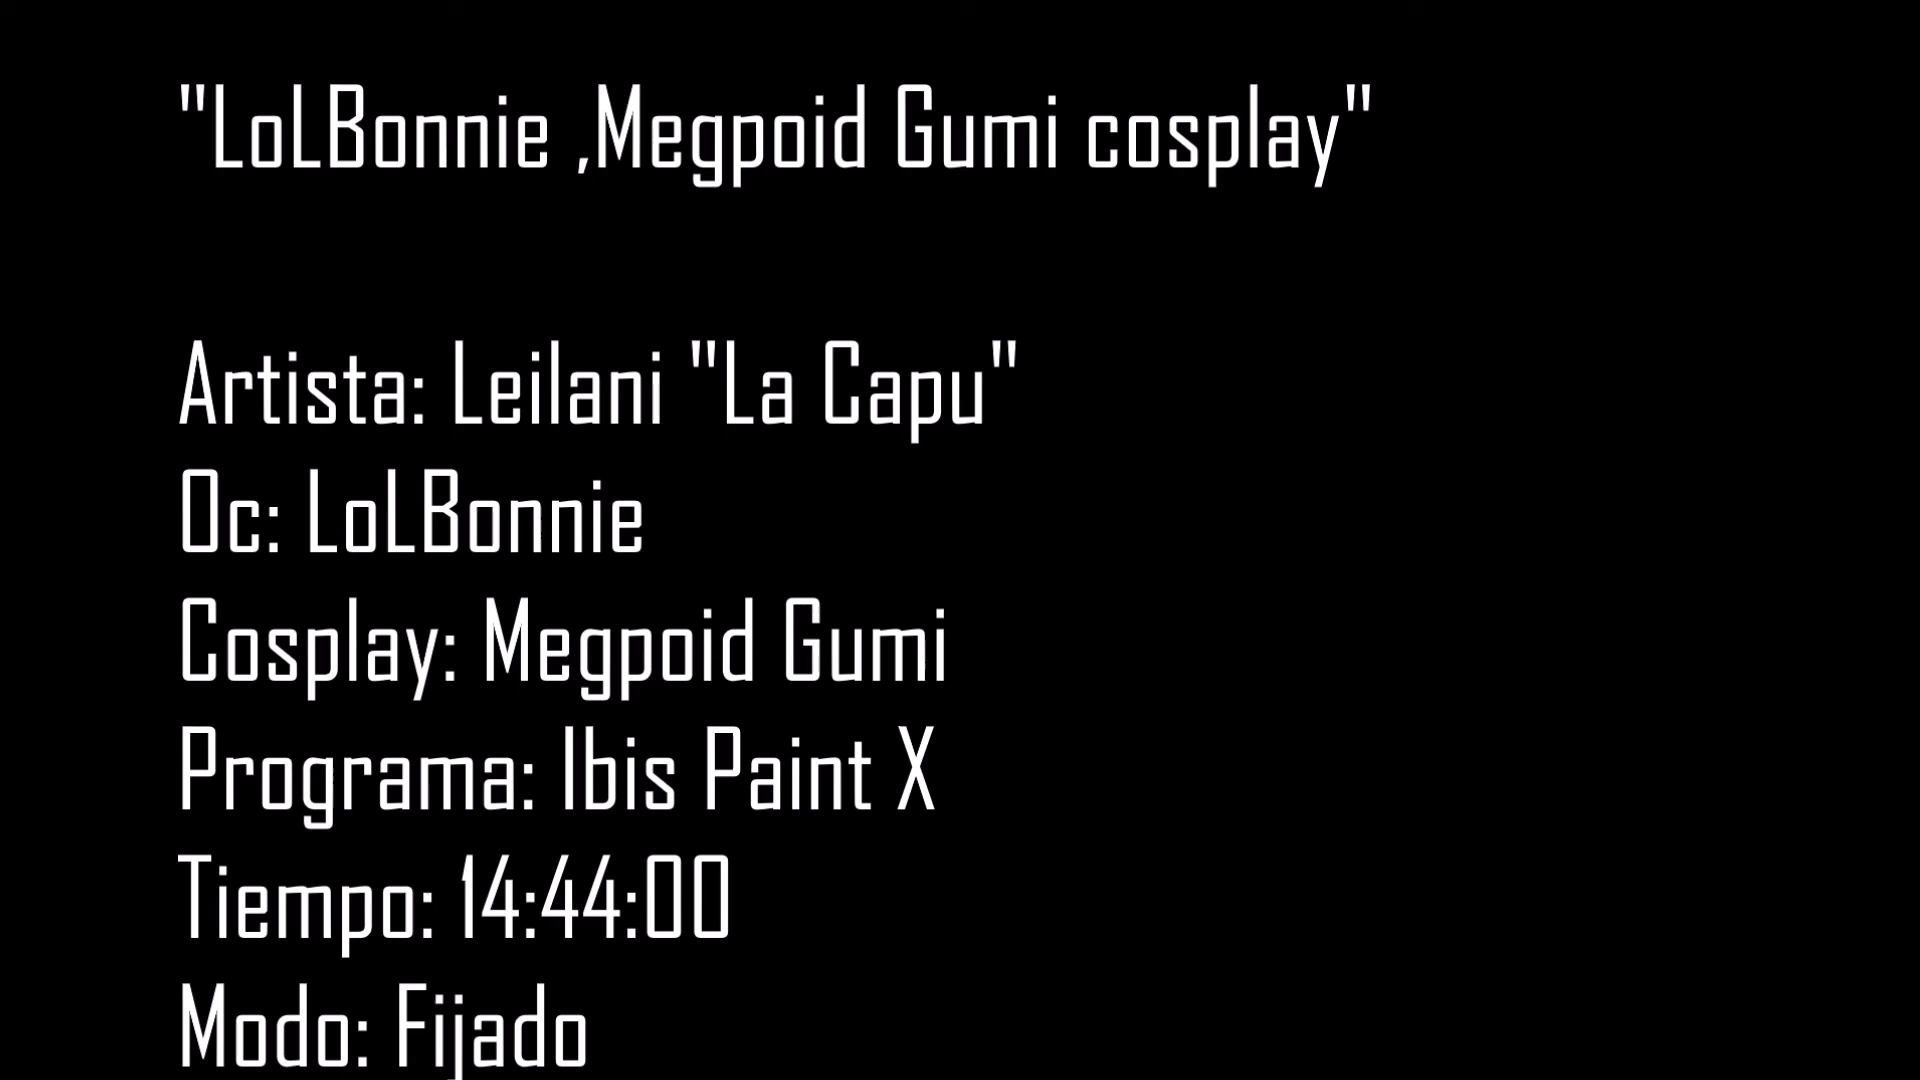 "LoLBonnie ,Megpoid Gumi cosplay"
Artista: Leilani "La Capu"
Oc: LoLBonnie
Cosplay: Megpoid Gumi
Programa: Ibis Paint X
Tiempo: 14:44:00
Modo: Fijado